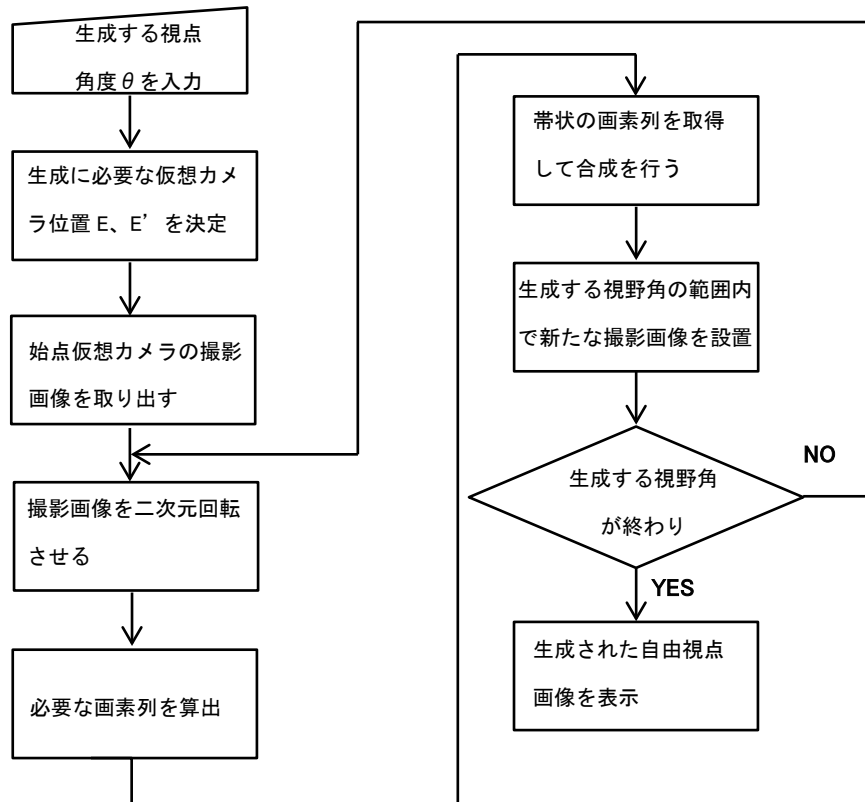 生成する視点
角度θを入力
生成に必要な仮想カメ
ラ位置E、E’を決定
始点仮想カメラの撮影
画像を取り出す
撮影画像を二次元回転
させる
必要な画素列を算出
帯状の画素列を取得
して合成を行う
生成する視野角の範囲内
で新たな撮影画像を設置
生成する視野角
が終わり
NO
YES
生成された自由視点
画像を表示